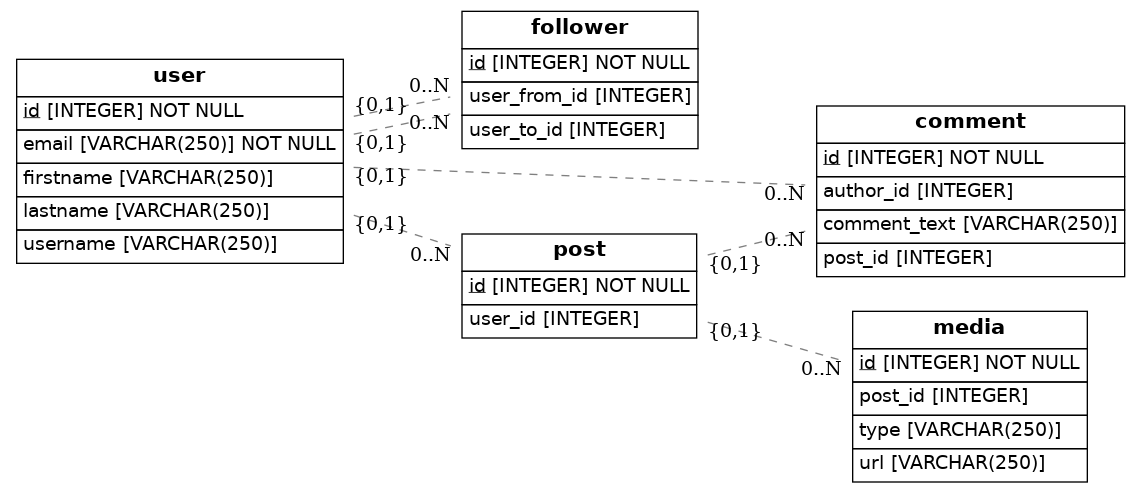 user
id [INTEGER] NOT NULL
email [VARCHAR(250)] NOT NULL
firstname [VARCHAR(250)]
lastname [VARCHAR(250)]
username [VARCHAR(250)]
{0,1}
0..N
{0,1}
0..N
{0,1}
0..N
{0,1}
0..N
follower
id [INTEGER] NOT NULL
user_from_id [INTEGER]
user_to_id [INTEGER]
post
id [INTEGER] NOT NULL
user_id [INTEGER]
{0,1}
0..N
{0,1}
0..N
comment
id [INTEGER] NOT NULL
author_id [INTEGER]
comment_text [VARCHAR(250)]
post_id [INTEGER]
media
id [INTEGER] NOT NULL
post_id [INTEGER]
type [VARCHAR(250)]
url [VARCHAR(250)]